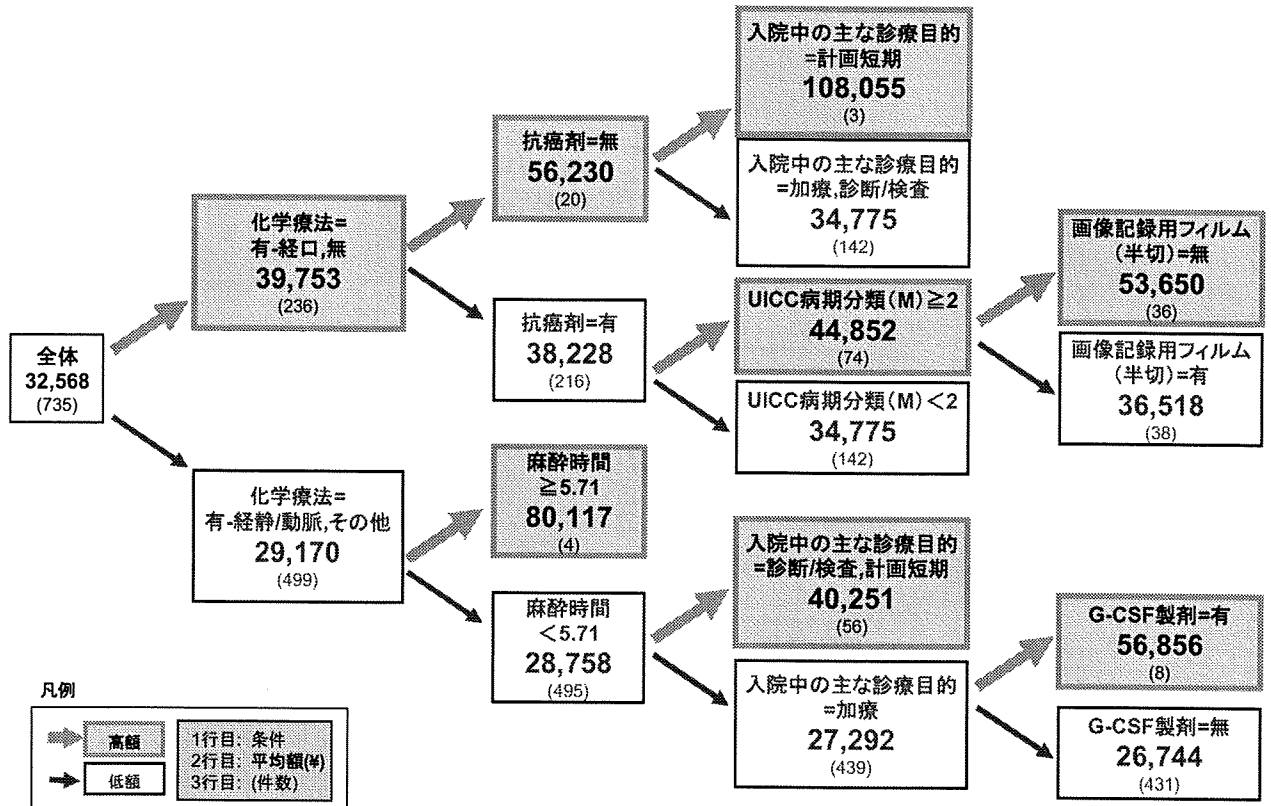 全体
32,568
(735)
化学療法=
有-経口,無
39,753
(236)
化学療法=
有-経静/動脈,その他
29,170
(499)
抗癌剤=無
56,230
(20)
抗癌剤=有
38,228
(216)
麻酔時間
≧5.71
80,117
(4)
麻酔時間
<5.71
28,758
(495)
入院中の主な診療目的
=計画短期
108,055
(3)
入院中の主な診療目的
=加療,診断/検査
34,775
(142)
UICC病期分類(M)≧2
44,852
(74)
UICC病期分類(M)<2
34,775
(142)
入院中の主な診療目的
=診断/検査,計画短期
40,251
(56)
入院中の主な診療目的
=加療
27,292
(439)
画像記録用フィルム
(半切)=無
53,650
(36)
画像記録用フィルム
(半切)=有
36,518
(38)
G-CSF製剤=有
56,856
(8)
G-CSF製剤=無
26,744
(431)
凡例
高額
低額
1行目: 条件
2行目: 平均額(¥)
3行目: (件数)